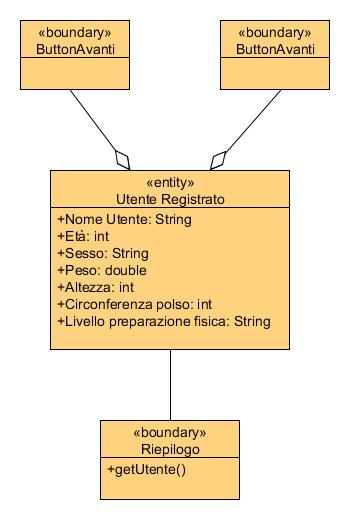 «boundary»
ButtonAvanti
«boundary»
ButtonAvanti
«entity»
Utente Registrato
+Nome Utente: String
+Età: int
+Sesso: String
+Peso: double
+Altezza: int
+Circonferenza polso: int
+Livello preparazione fisica: String
«boundary»
Riepilogo
+getUtente()